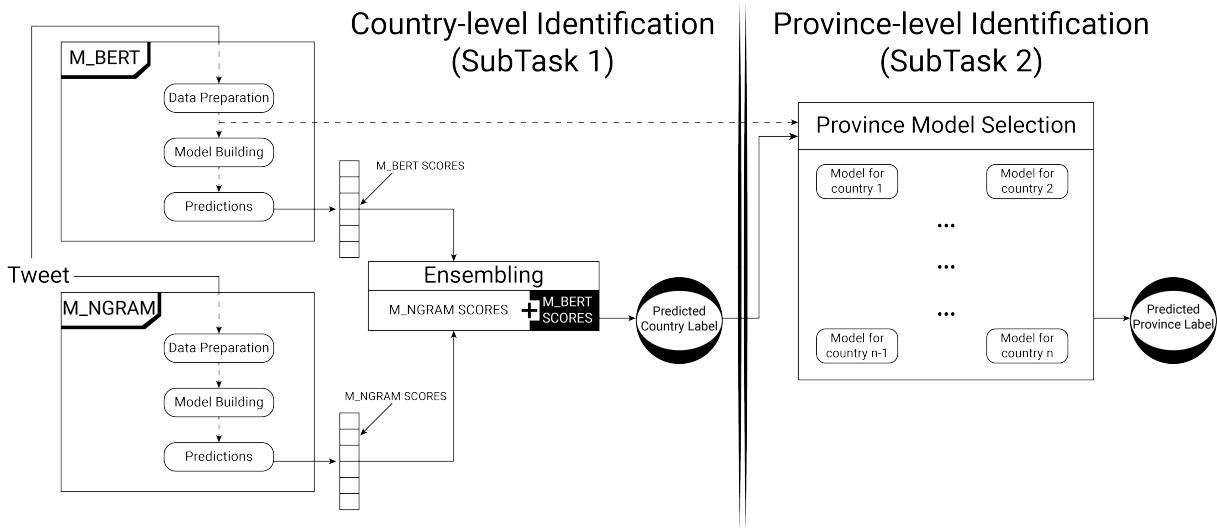 Country-level Identification
(SubTask 1)
Province-level Identification
(SubTask 2)
M_BERT
Data Preparation
Model Building
Predictions
M_BERT SCORES
Tweet
M_NGRAM
Data Preparation
Model Building
Predictions
M_NGRAM SCORES
Ensembling
M_NGRAM SCORES
+
M_BERT
SCORES
Predicted
Country Label
Province Model Selection
Model for
country 1
Model for
country 2
...
...
...
Model for
country n-1
Model for
country n
Predicted
Province Label